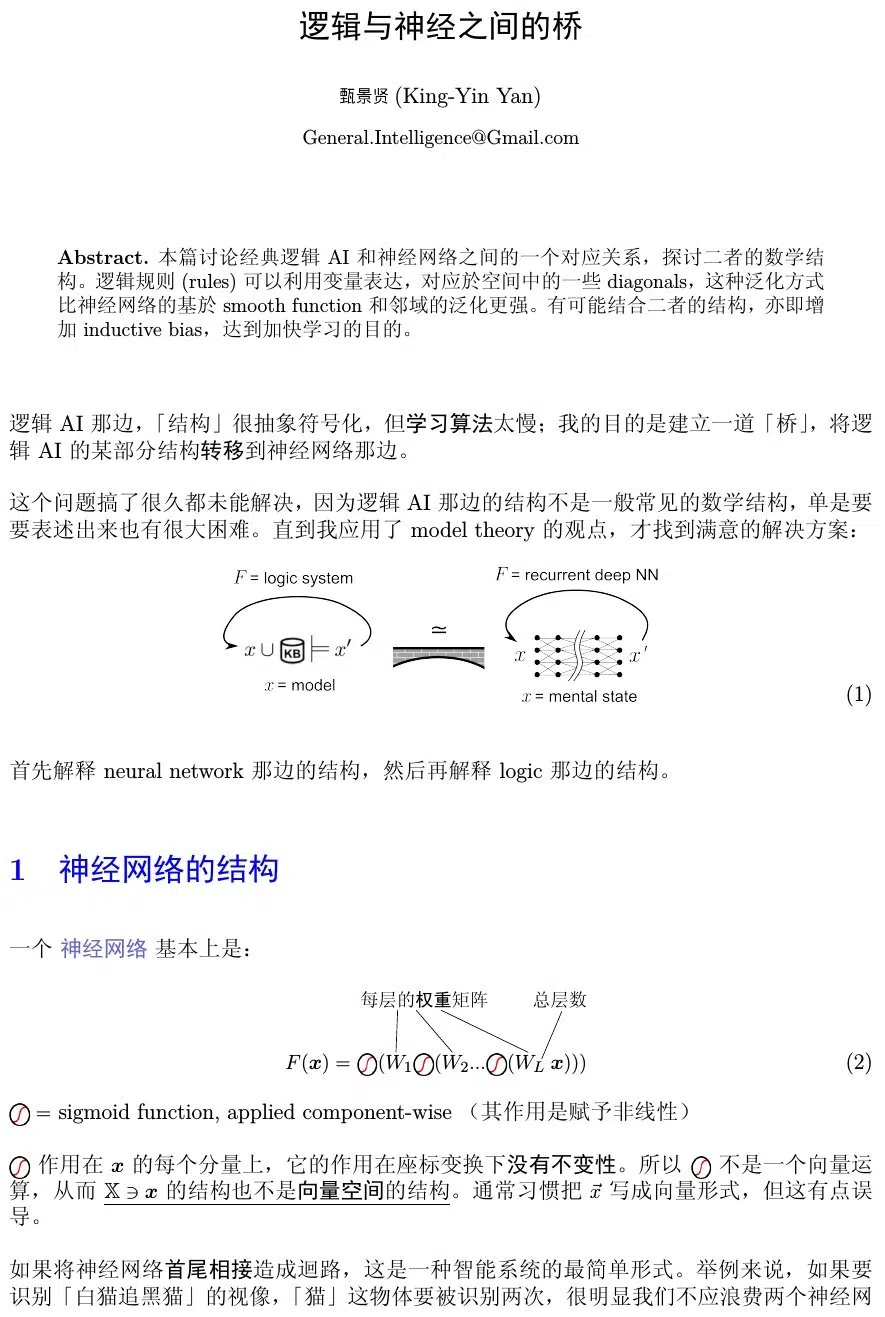 逻辑与神经之间的桥
甄景贤 (King-Yin Yan)
General.Intelligence@Gmail.com
Abstract. 本篇讨论经典逻辑 AI 和神经网络之间的一个对应关系，探讨二者的数学结
构。逻辑规则 (rules) 可以利用变量表达，对应於空间中的一些 diagonals，这种泛化方式
比神经网络的基於 smooth function 和邻域的泛化更强。有可能结合二者的结构，亦即增
加 inductive bias，达到加快学习的目的。
逻辑 AI 那边，「结构」很抽象符号化，但学习算法太慢；我的目的是建立一道「桥」，将逻
辑 AI 的某部分结构转移到神经网络那边。
这个问题搞了很久都未能解决，因为逻辑 AI 那边的结构不是一般常见的数学结构，单是要
要表述出来也有很大困难。直到我应用了 model theory 的观点，才找到满意的解决方案：
F = logic system
x ∪ KB ⊨ x′
x = model
≃
F = recurrent deep NN
x x′
x = mental state
(1)
首先解释 neural network 那边的结构，然后再解释 logic 那边的结构。
1 神经网络的结构
一个 神经网络 基本上是：
每层的权重矩阵 总层数
F(x) = ∫(W₁∫(W₂...∫(W_L x))) (2)
∫ = sigmoid function, applied component-wise （其作用是赋予非线性）
∫ 作用在 x 的每个分量上，它的作用在座标变换下没有不变性。所以 ∫ 不是一个向量运
算，从而 𝕏 ∋ x 的结构也不是向量空间的结构。通常习惯把 x⃗ 写成向量形式，但这有点误
导。
如果将神经网络首尾相接造成迴路，这是一种智能系统的最简单形式。举例来说，如果要
识别「白猫追黑猫」的视像，「猫」这物体要被识别两次，很明显我们不应浪费两个神经网